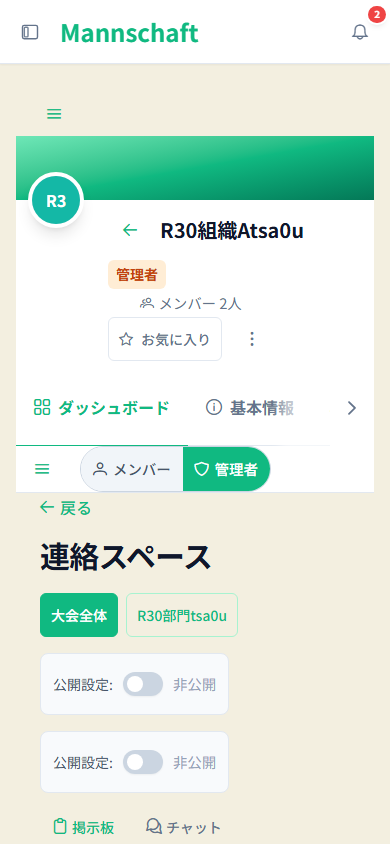 Mannschaft
2
R3
R30組織Atsa0u
管理者
メンバー 2人
お気に入り
ダッシュボード
基本情報
メンバー
管理者
戻る
連絡スペース
大会全体
R30部門tsa0u
公開設定: 非公開
公開設定: 非公開
掲示板
チャット